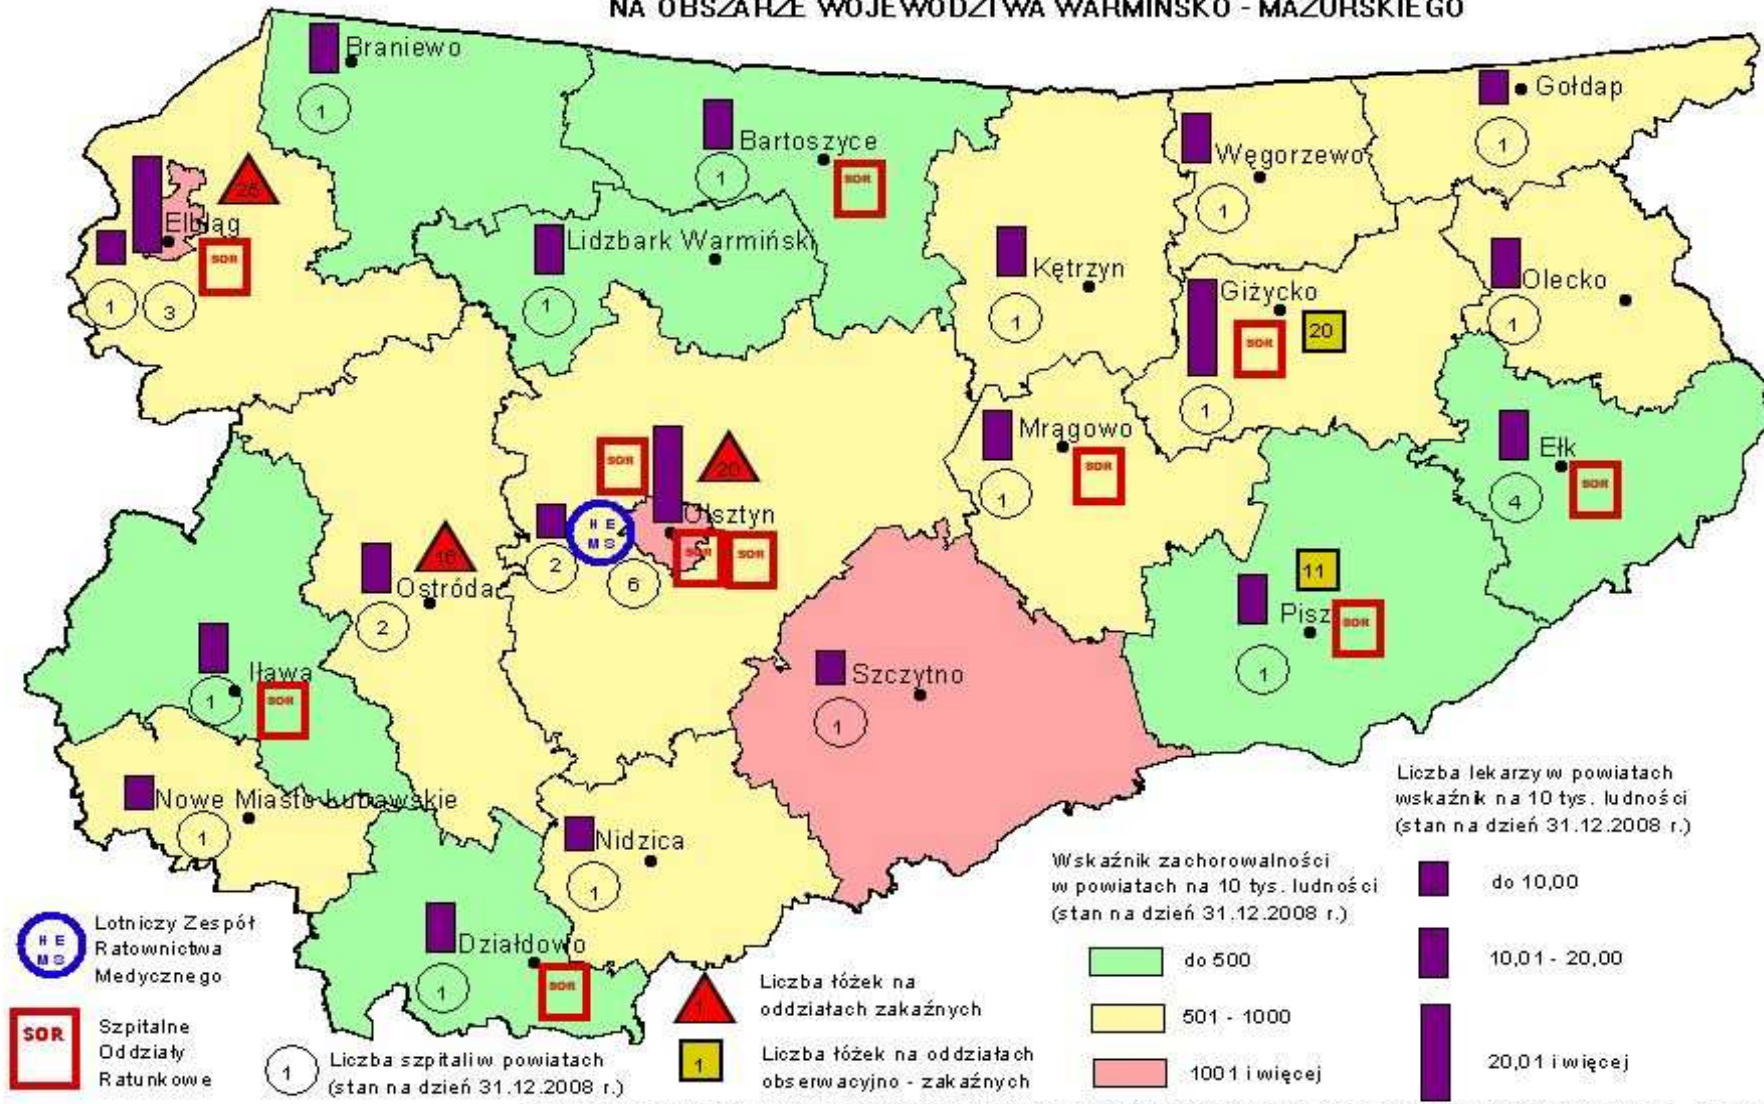 NA OBSZARZE WOJEWÓDZTWA WARMIŃSKO - MAZURSKIEGO
Braniewo
1
Bartoszyce
1
SOR
Gołdap
1
Węgorzewo
1
Elbląg
SOR
1
3
Lidzbark Warmiński
1
Kętrzyn
1
Giżycko
SOR
20
1
Olecko
1
Mrągowo
SOR
1
Ełk
SOR
4
SOR
20
Olsztyn
H E
M S
SOR
SOR
2
6
16
Ostróda
2
11
Pisz
SOR
1
Szczytno
1
Iława
1
SOR
Nowe Miasto Lubawskie
1
Nidzica
1
Działdowo
1
SOR
H E
M S
Lotniczy Zespół
Ratownictwa
Medycznego
SOR
Szpitalne
Oddziały
Ratunkowe
1
Liczba szpitali w powiatach
(stan na dzień 31.12.2008 r.)
1
Liczba łóżek na
oddziałach zakaźnych
1
Liczba łóżek na oddziałach
obserwacyjno - zakaźnych
Wskaźnik zachorowalności
w powiatach na 10 tys. ludności
(stan na dzień 31.12.2008 r.)
do 500
501 - 1000
1001 i więcej
Liczba lekarzy w powiatach
wskaźnik na 10 tys. ludności
(stan na dzień 31.12.2008 r.)
do 10,00
10,01 - 20,00
20,01 i więcej